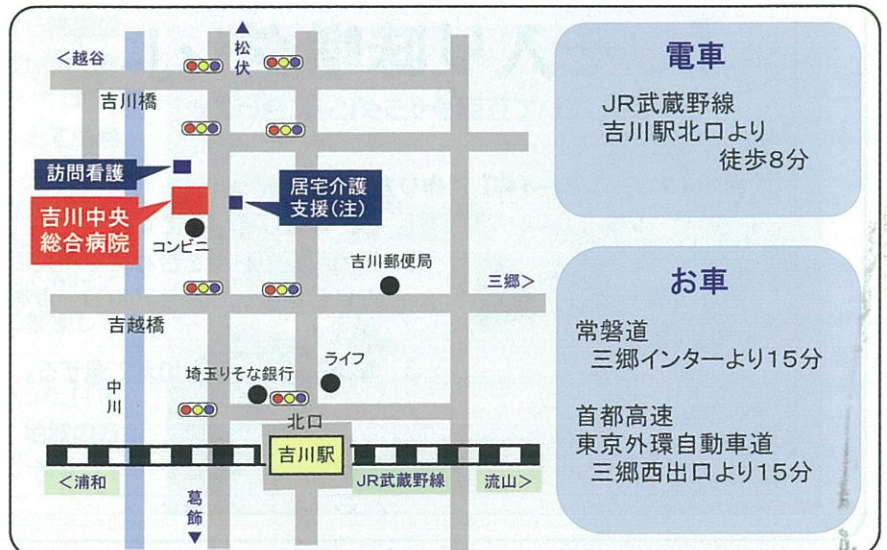 ▲松伏
<越谷
吉川橋
訪問看護
吉川中央
総合病院
コンビニ
居宅介護
支援(注)
吉川郵便局
三郷>
吉越橋
中川
埼玉りそな銀行
ライフ
北口
吉川駅
<浦和
JR武蔵野線
流山>
葛飾▼
電車
JR武蔵野線
吉川駅北口より
徒歩8分
お車
常磐道
三郷インターより15分
首都高速
東京外環自動車道
三郷西出口より15分